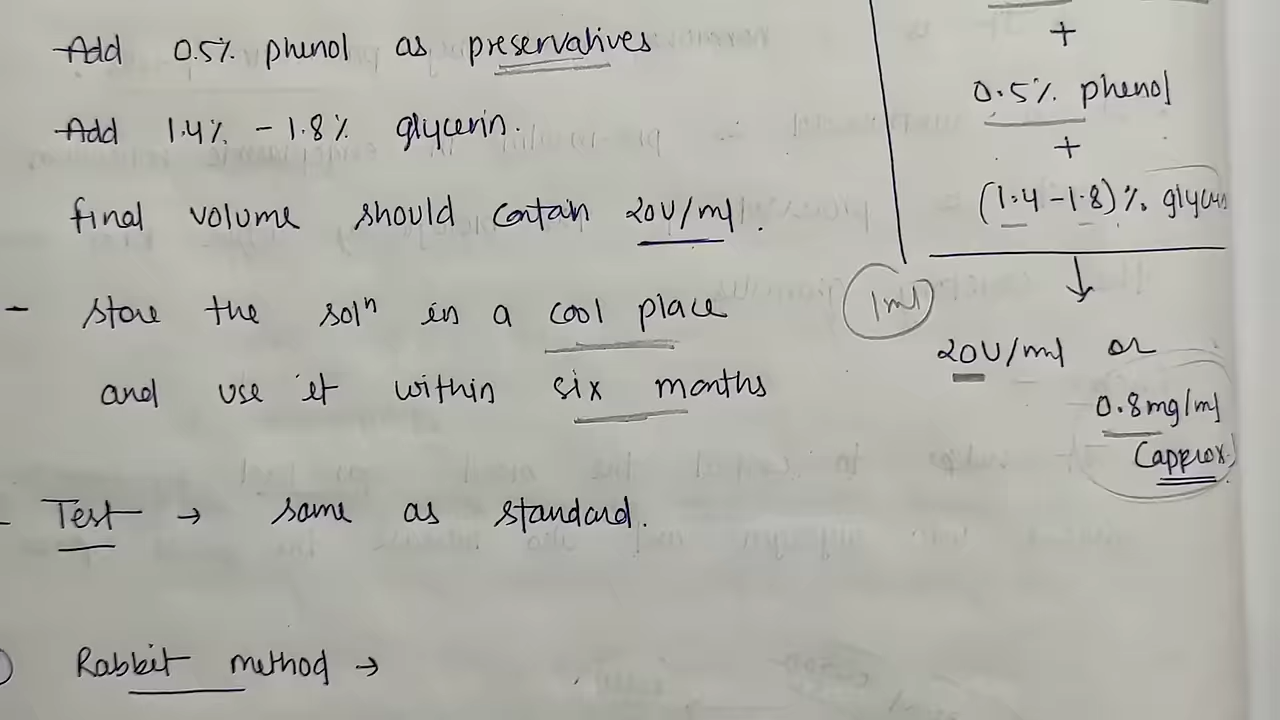 Add 0.5% phenol as preservatives
Add 1.4% - 1.8% glycerin.
final volume should contain 20U/ml.
- store the solⁿ in a cool place
and use it within six months
- Test → same as standard.
Rabbit method →
+
0.5% phenol
+
(1.4-1.8)% glycerin
↓
1ml
20U/ml or
0.8mg/ml
(approx)